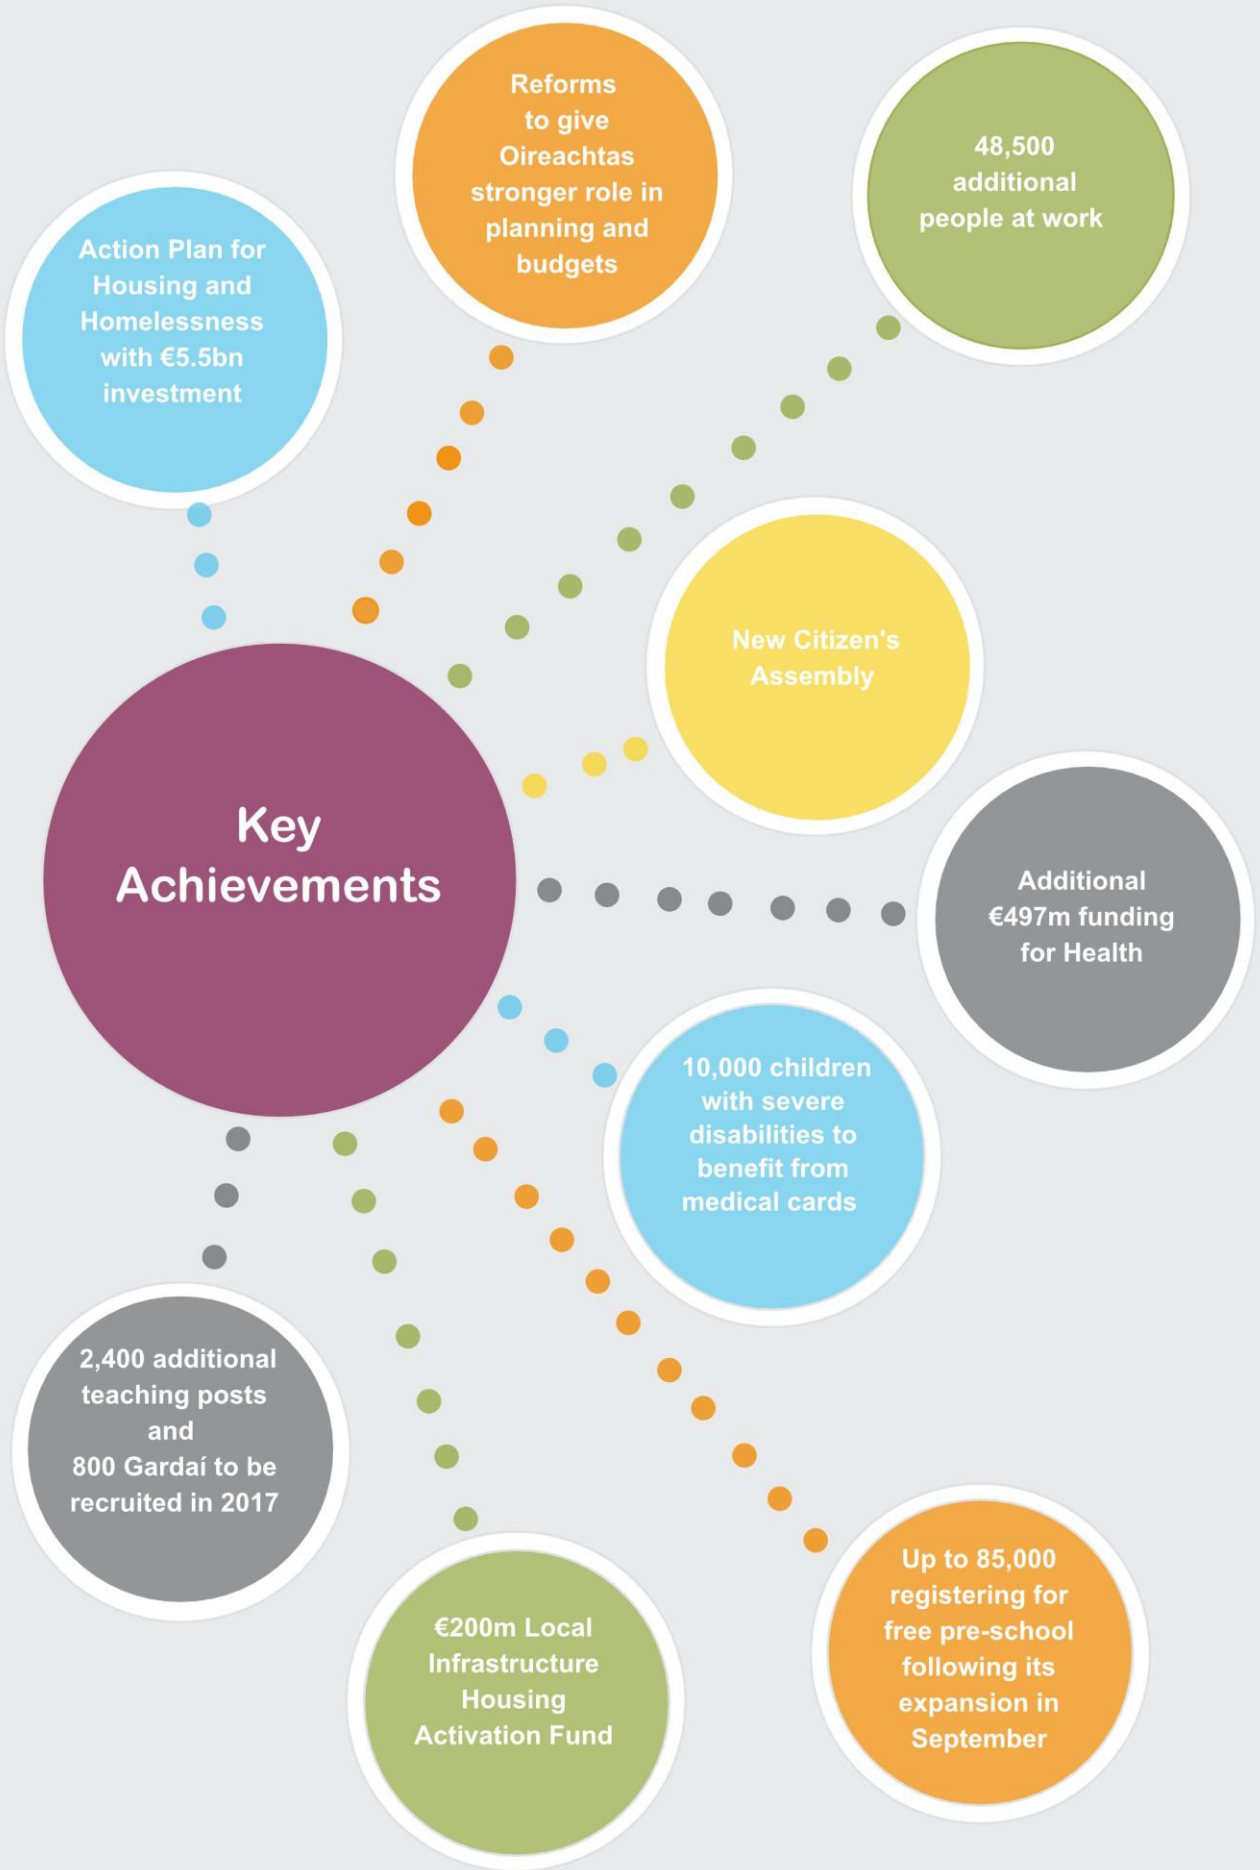 Reforms
to give
Oireachtas
stronger role in
planning and
budgets
48,500
additional
people at work
Action Plan for
Housing and
Homelessness
with €5.5bn
investment
New Citizen's
Assembly
Key
Achievements
Additional
€497m funding
for Health
10,000 children
with severe
disabilities to
benefit from
medical cards
2,400 additional
teaching posts
and
800 Gardaí to be
recruited in 2017
€200m Local
Infrastructure
Housing
Activation Fund
Up to 85,000
registering for
free pre-school
following its
expansion in
September